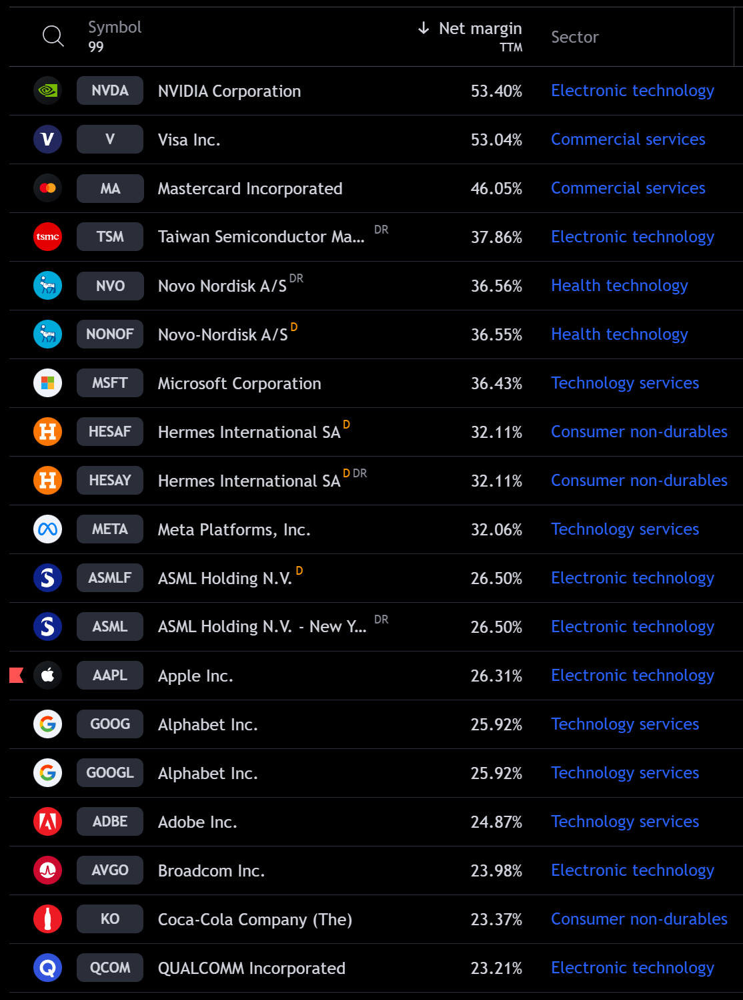 Symbol
99
↓ Net margin
TTM
Sector
NVDA NVIDIA Corporation 53.40% Electronic technology
V V Visa Inc. 53.04% Commercial services
MA Mastercard Incorporated 46.05% Commercial services
tsmc TSM Taiwan Semiconductor Ma... DR 37.86% Electronic technology
NVO Novo Nordisk A/S DR 36.56% Health technology
NONOF Novo-Nordisk A/S D 36.55% Health technology
MSFT Microsoft Corporation 36.43% Technology services
H HESAF Hermes International SA D 32.11% Consumer non-durables
H HESAY Hermes International SA D DR 32.11% Consumer non-durables
META Meta Platforms, Inc. 32.06% Technology services
S ASMLF ASML Holding N.V. D 26.50% Electronic technology
S ASML ASML Holding N.V. - New Y... DR 26.50% Electronic technology
AAPL Apple Inc. 26.31% Electronic technology
G GOOG Alphabet Inc. 25.92% Technology services
G GOOGL Alphabet Inc. 25.92% Technology services
A ADBE Adobe Inc. 24.87% Technology services
AVGO Broadcom Inc. 23.98% Electronic technology
KO Coca-Cola Company (The) 23.37% Consumer non-durables
Q QCOM QUALCOMM Incorporated 23.21% Electronic technology